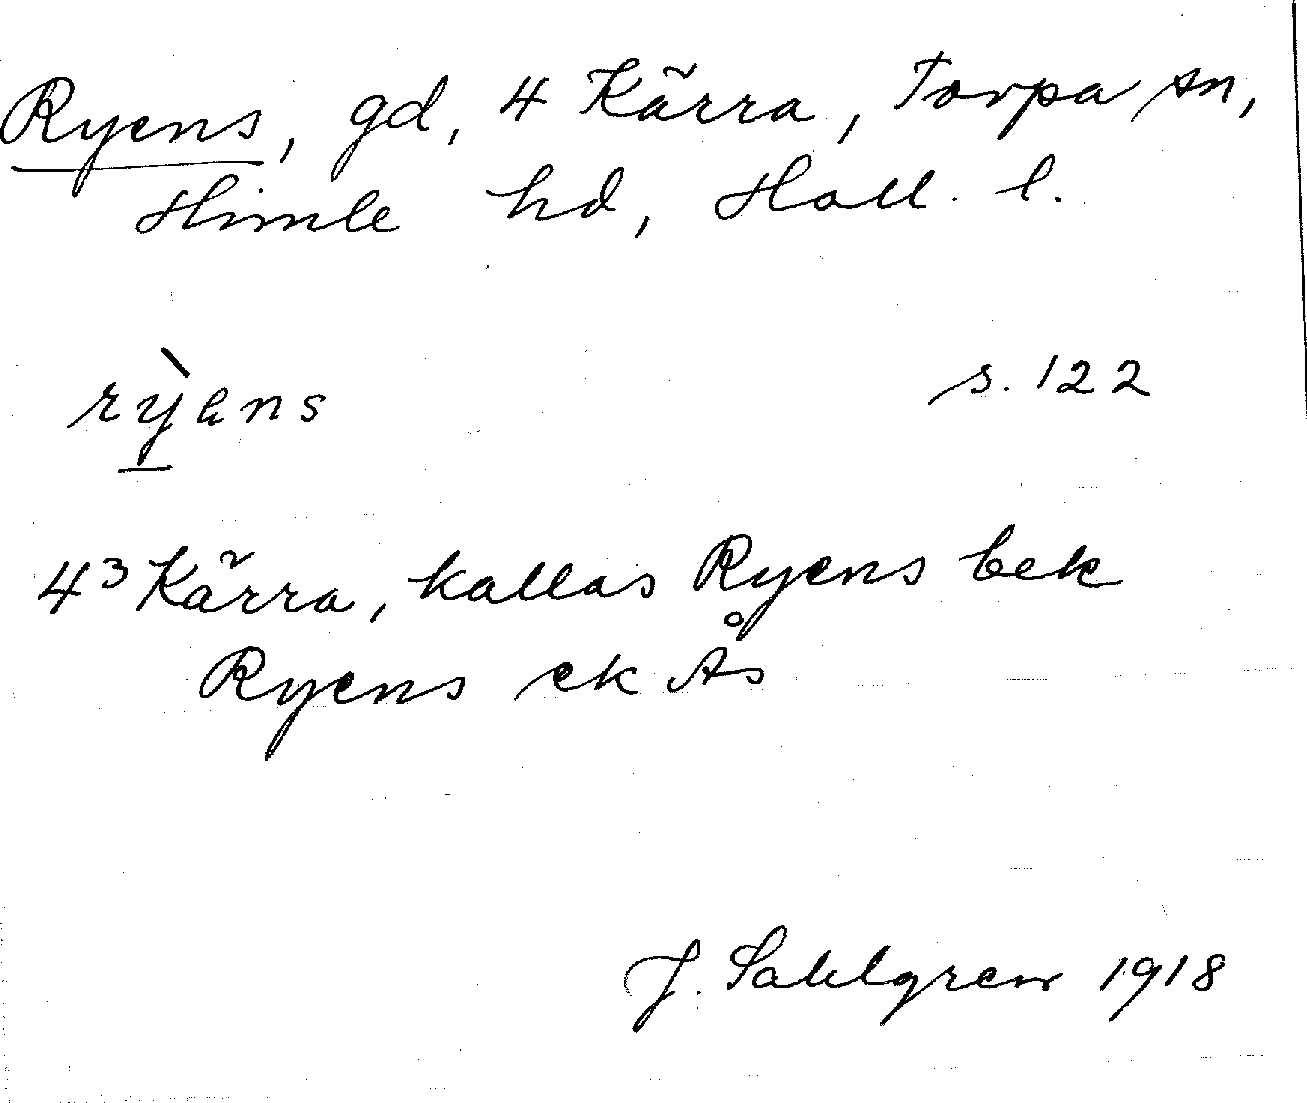 Ryens, gd, 4 Kärra, Torpa sn,
Himle hd, Hall. l.
rỳens s. 122
4³ Kärra, kallas Ryens bek
Ryens ek Ås
J. Sahlgren 1918